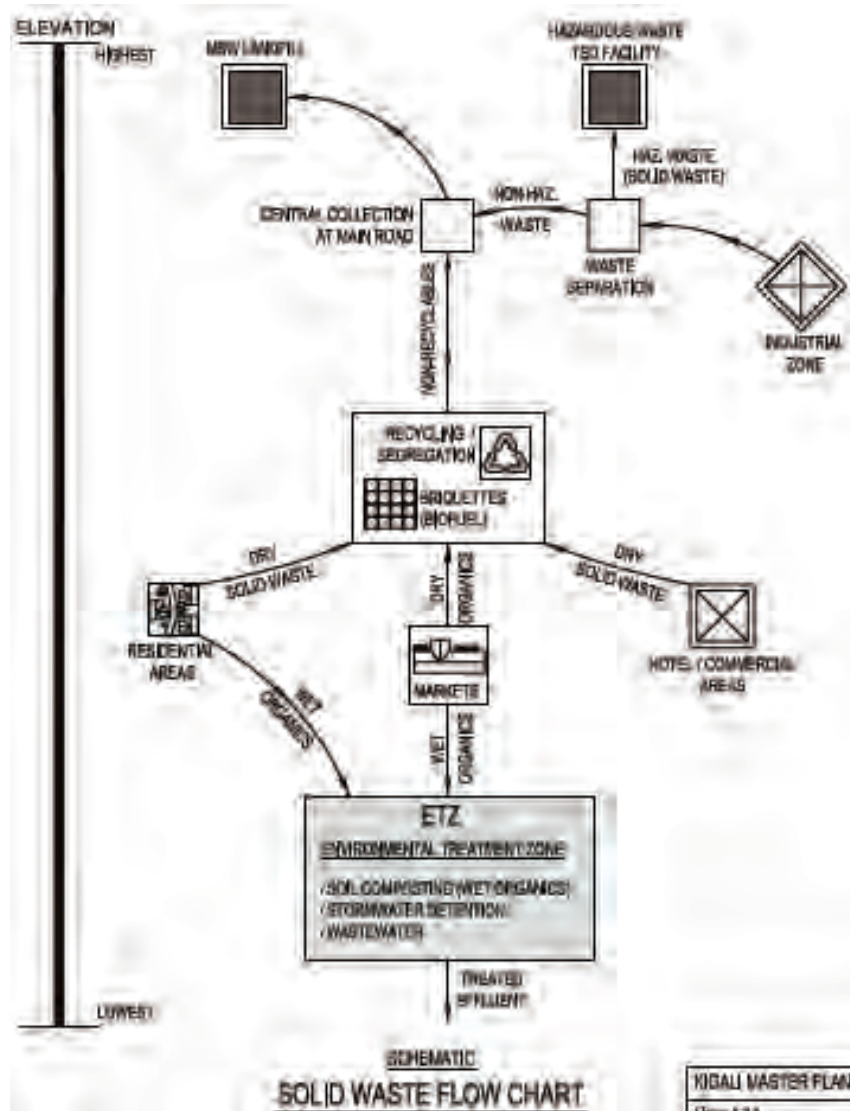 ELEVATION
HIGHEST
LANDFILL
HAZARDOUS WASTE
TSD FACILITY
HAZ. WASTE
(SOLID WASTE)
CENTRAL COLLECTION
AT MAIN ROAD
NON-HAZ.
WASTE
WASTE
SEPARATION
INDUSTRIAL
ZONE
NON-RECYCLABLES
RECYCLING /
SEGREGATION
BRIQUETTES
(BIOFUEL)
DRY
SOLID WASTE
DRY
ORGANICS
DRY
SOLID WASTE
RESIDENTIAL
AREAS
MARKETS
HOTEL / COMMERCIAL
AREAS
WET
ORGANICS
WET
ORGANICS
ETZ
ENVIRONMENTAL TREATMENT ZONE
/ SOIL COMPOSTING (WET ORGANICS)
/ STORMWATER DETENTION
/ WASTEWATER
TREATED
EFFLUENT
LOWEST
SCHEMATIC
SOLID WASTE FLOW CHART
KIGALI MASTER PLAN